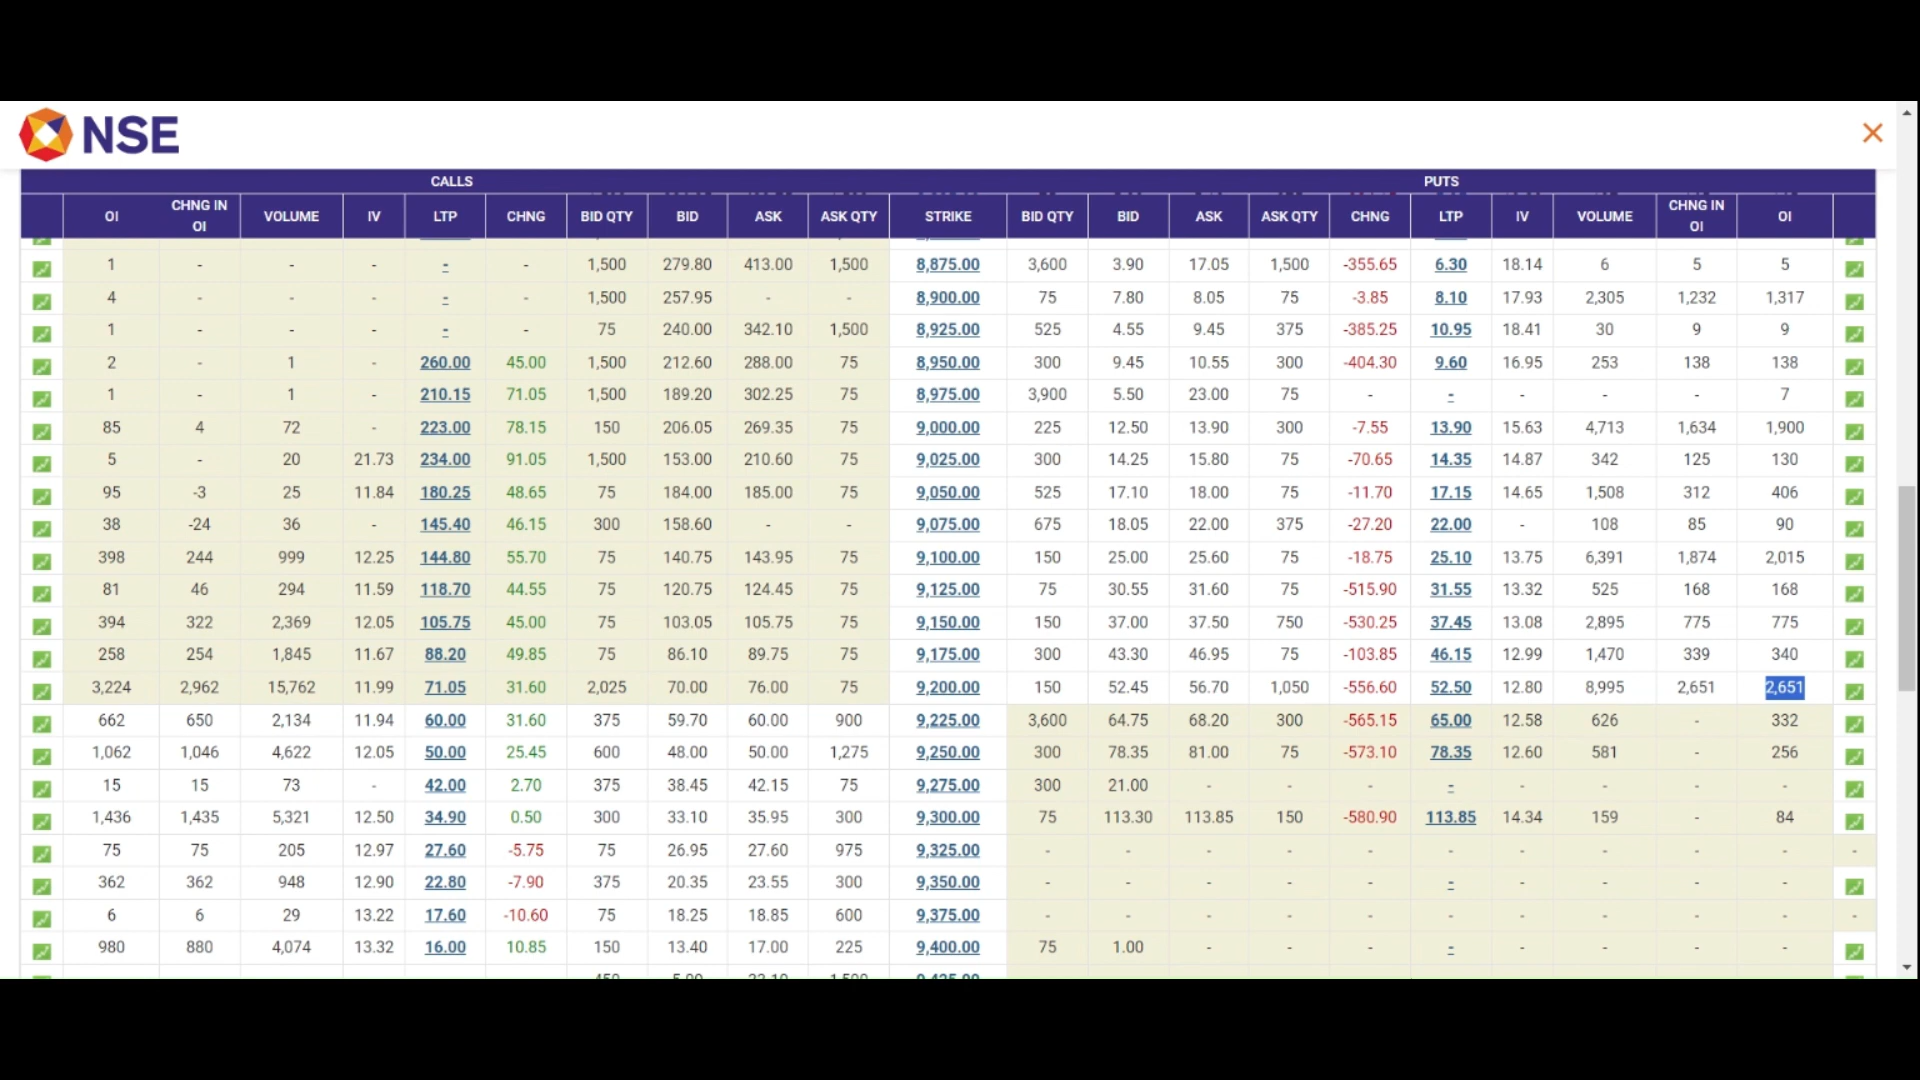 NSE
CALLS PUTS
OI CHNG IN OI VOLUME IV LTP CHNG BID QTY BID ASK ASK QTY STRIKE BID QTY BID ASK ASK QTY CHNG LTP IV VOLUME CHNG IN OI OI
1 - - - - - 1,500 279.80 413.00 1,500 8,875.00 3,600 3.90 17.05 1,500 -355.65 6.30 18.14 6 5 5
4 - - - - - 1,500 257.95 - - 8,900.00 75 7.80 8.05 75 -3.85 8.10 17.93 2,305 1,232 1,317
1 - - - - - 75 240.00 342.10 1,500 8,925.00 525 4.55 9.45 375 -385.25 10.95 18.41 30 9 9
2 - 1 - 260.00 45.00 1,500 212.60 288.00 75 8,950.00 300 9.45 10.55 300 -404.30 9.60 16.95 253 138 138
1 - 1 - 210.15 71.05 1,500 189.20 302.25 75 8,975.00 3,900 5.50 23.00 75 - - - - - 7
85 4 72 - 223.00 78.15 150 206.05 269.35 75 9,000.00 225 12.50 13.90 300 -7.55 13.90 15.63 4,713 1,634 1,900
5 - 20 21.73 234.00 91.05 1,500 153.00 210.60 75 9,025.00 300 14.25 15.80 75 -70.65 14.35 14.87 342 125 130
95 -3 25 11.84 180.25 48.65 75 184.00 185.00 75 9,050.00 525 17.10 18.00 75 -11.70 17.15 14.65 1,508 312 406
38 -24 36 - 145.40 46.15 300 158.60 - - 9,075.00 675 18.05 22.00 375 -27.20 22.00 - 108 85 90
398 244 999 12.25 144.80 55.70 75 140.75 143.95 75 9,100.00 150 25.00 25.60 75 -18.75 25.10 13.75 6,391 1,874 2,015
81 46 294 11.59 118.70 44.55 75 120.75 124.45 75 9,125.00 75 30.55 31.60 75 -515.90 31.55 13.32 525 168 168
394 322 2,369 12.05 105.75 45.00 75 103.05 105.75 75 9,150.00 150 37.00 37.50 750 -530.25 37.45 13.08 2,895 775 775
258 254 1,845 11.67 88.20 49.85 75 86.10 89.75 75 9,175.00 300 43.30 46.95 75 -103.85 46.15 12.99 1,470 339 340
3,224 2,962 15,762 11.99 71.05 31.60 2,025 70.00 76.00 75 9,200.00 150 52.45 56.70 1,050 -556.60 52.50 12.80 8,995 2,651 2,651
662 650 2,134 11.94 60.00 31.60 375 59.70 60.00 900 9,225.00 3,600 64.75 68.20 300 -565.15 65.00 12.58 626 - 332
1,062 1,046 4,622 12.05 50.00 25.45 600 48.00 50.00 1,275 9,250.00 300 78.35 81.00 75 -573.10 78.35 12.60 581 - 256
15 15 73 - 42.00 2.70 375 38.45 42.15 75 9,275.00 300 21.00 - - - - - - - -
1,436 1,435 5,321 12.50 34.90 0.50 300 33.10 35.95 300 9,300.00 75 113.30 113.85 150 -580.90 113.85 14.34 159 - 84
75 75 205 12.97 27.60 -5.75 75 26.95 27.60 975 9,325.00 - - - - - - - - - - -
362 362 948 12.90 22.80 -7.90 375 20.35 23.55 300 9,350.00 - - - - - - - - - -
6 6 29 13.22 17.60 -10.60 75 18.25 18.85 600 9,375.00 - - - - - - - - - - -
980 880 4,074 13.32 16.00 10.85 150 13.40 17.00 225 9,400.00 75 1.00 - - - - - - - -